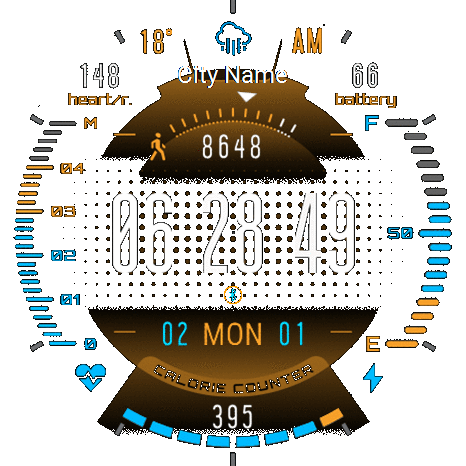 18° AM
City Name
148 66
heart/r. battery
M F
8648
04
03
06 28 49
50
02
01
02 MON 01
0 E
CALORIE COUNTER
395